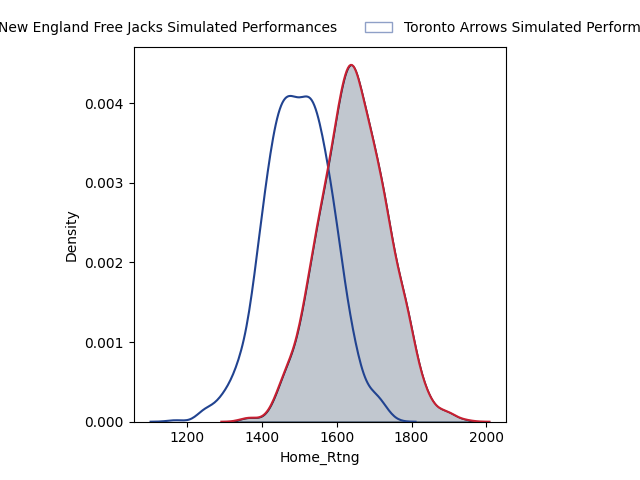 New England Free Jacks Simulated Performances
Toronto Arrows Simulated Perform
0.004
0.003
0.002
0.001
0.000
Density
1200 1400 1600 1800 2000
Home_Rtng